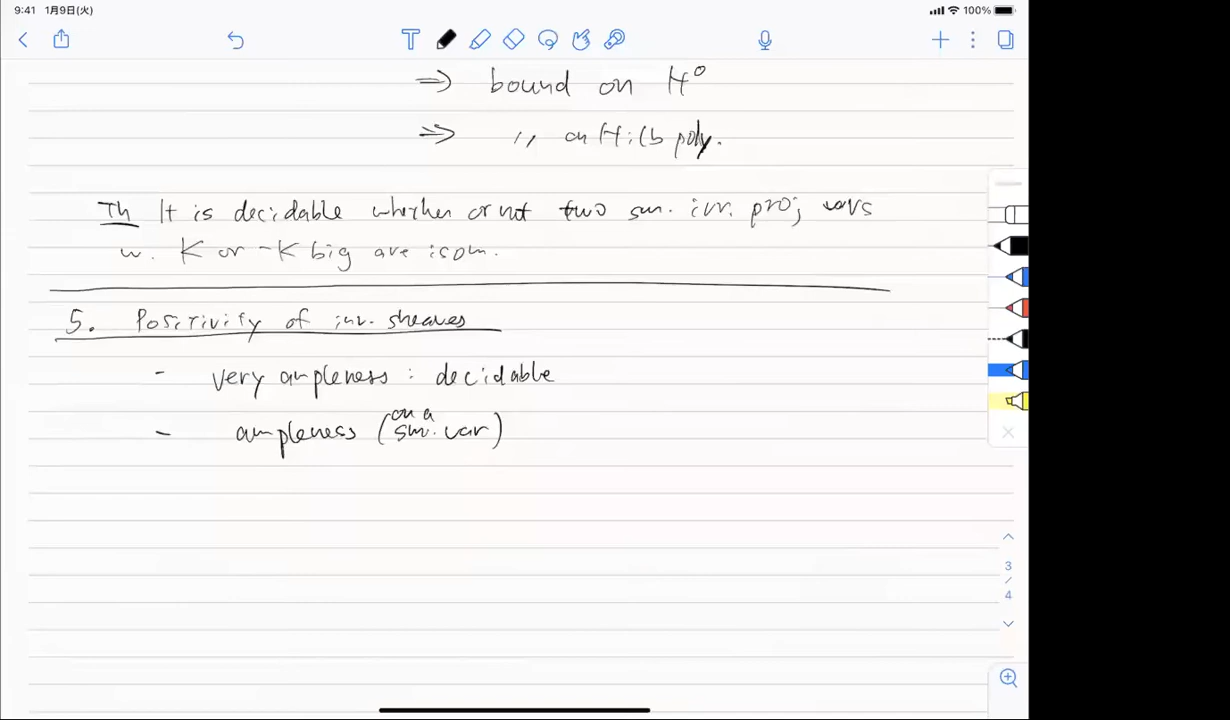 9:41 1月9日(火) 100%
⇒ bound on H⁰
⇒ 〃 on Hilb poly.
Th It is decidable whether or not two sm. irr. proj vars
w. K or -K big are isom.
5. Positivity of inv. sheaves
- very ampleness : decidable
- ampleness (on a sm. var)
3
/
4